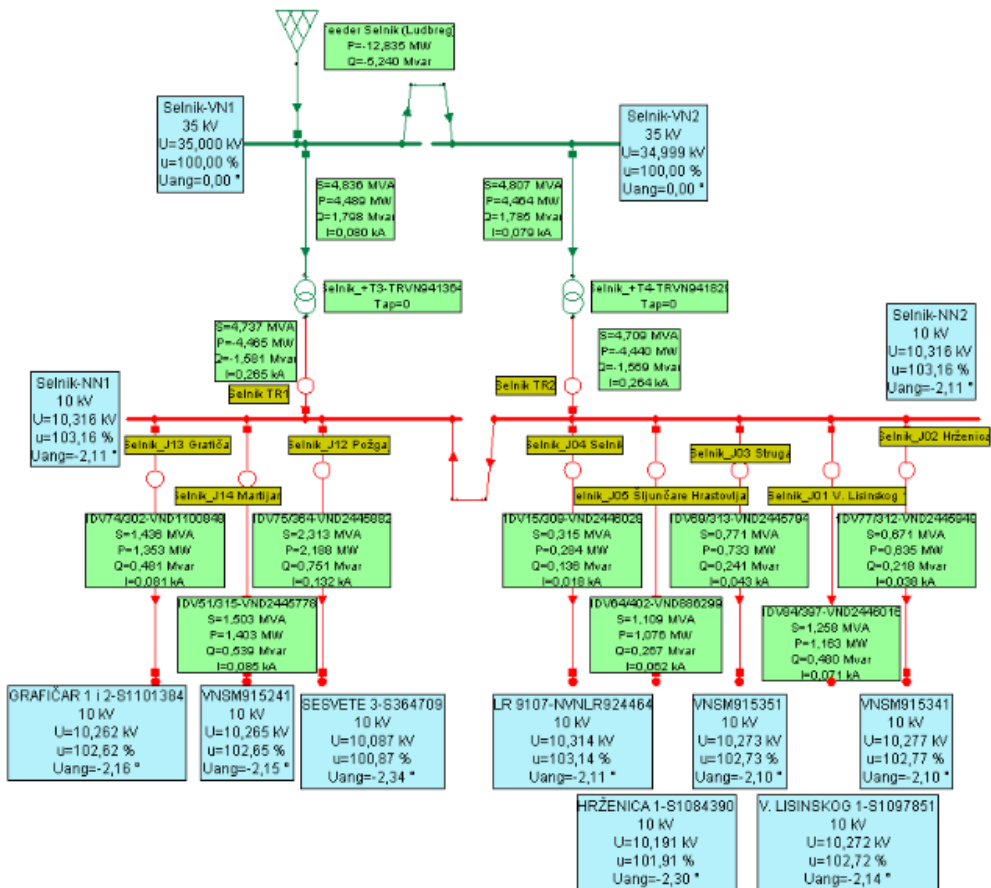 Feeder Selnik (Ludbreg)
P=-12,835 MW
Q=-5,240 Mvar
Selnik-VN1
35 kV
U=35,000 kV
u=100,00 %
Uang=0,00 °
Selnik-VN2
35 kV
U=34,999 kV
u=100,00 %
Uang=0,00 °
S=4,836 MVA
P=4,489 MW
Q=1,798 Mvar
I=0,080 kA
S=4,807 MVA
P=4,464 MW
Q=1,785 Mvar
I=0,079 kA
Selnik_+T3-TRVN941364
Tap=0
Selnik_+T4-TRVN941828
Tap=0
S=4,737 MVA
P=-4,465 MW
Q=-1,581 Mvar
I=0,265 kA
S=4,709 MVA
P=-4,440 MW
Q=-1,569 Mvar
I=0,264 kA
Selnik-NN2
10 kV
U=10,316 kV
u=103,16 %
Uang=-2,11 °
Selnik-NN1
10 kV
U=10,316 kV
u=103,16 %
Uang=-2,11 °
Selnik TR1
Selnik TR2
Selnik_J13 Grafiča
Selnik_J12 Požga
Selnik_J04 Selni
Selnik_J03 Struga
Selnik_J02 Hrženica
Selnik_J14 Martijan
Selnik_J05 Šljunčare Hrastovlja
Selnik_J01 V. Lisinskog
1DV74/302-VND1100848
S=1,436 MVA
P=1,353 MW
Q=0,481 Mvar
I=0,081 kA
1DV75/364-VND2445882
S=2,313 MVA
P=2,188 MW
Q=0,751 Mvar
I=0,132 kA
1DV15/309-VND2446028
S=0,315 MVA
P=0,284 MW
Q=0,136 Mvar
I=0,018 kA
1DV69/313-VND2445794
S=0,771 MVA
P=0,733 MW
Q=0,241 Mvar
I=0,043 kA
1DV77/312-VND2445948
S=0,671 MVA
P=0,635 MW
Q=0,218 Mvar
I=0,038 kA
1DV51/315-VND2445778
S=1,503 MVA
P=1,403 MW
Q=0,539 Mvar
I=0,085 kA
1DV64/402-VND886299
S=1,109 MVA
P=1,076 MW
Q=0,267 Mvar
I=0,062 kA
1DV84/397-VND2446016
S=1,258 MVA
P=1,163 MW
Q=0,480 Mvar
I=0,071 kA
GRAFIČAR 1 i 2-S1101384
10 kV
U=10,262 kV
u=102,62 %
Uang=-2,16 °
VNSM915241
10 kV
U=10,265 kV
u=102,65 %
Uang=-2,15 °
SESVETE 3-S364709
10 kV
U=10,087 kV
u=100,87 %
Uang=-2,34 °
LR 9107-NVNLR924464
10 kV
U=10,314 kV
u=103,14 %
Uang=-2,11 °
VNSM915351
10 kV
U=10,273 kV
u=102,73 %
Uang=-2,10 °
VNSM915341
10 kV
U=10,277 kV
u=102,77 %
Uang=-2,10 °
HRŽENICA 1-S1084390
10 kV
U=10,191 kV
u=101,91 %
Uang=-2,30 °
V. LISINSKOG 1-S1097851
10 kV
U=10,272 kV
u=102,72 %
Uang=-2,14 °